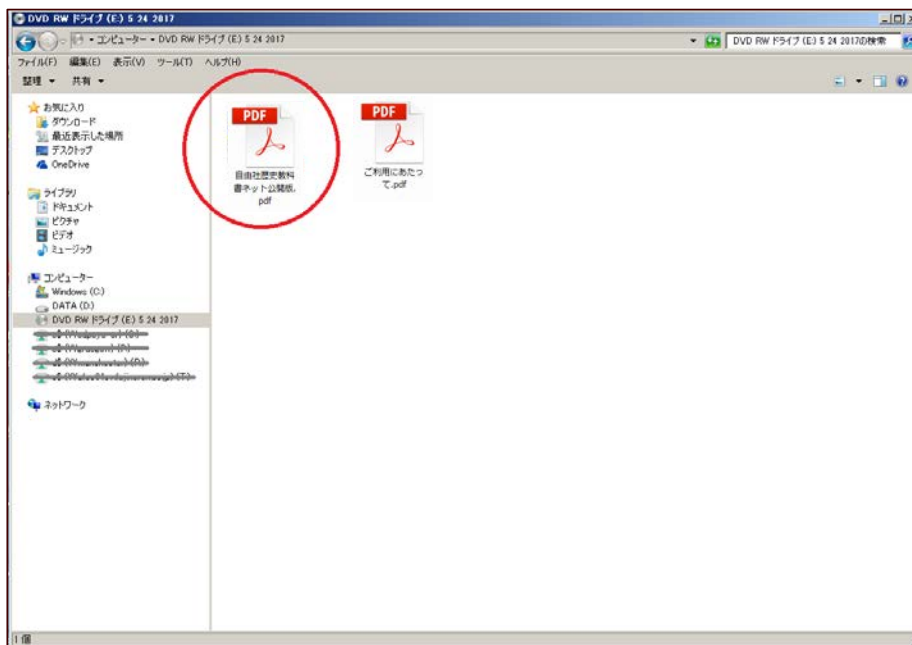 DVD RW ドライブ (E:) 5 24 2017
コンピューター DVD RW ドライブ (E:) 5 24 2017
DVD RW ドライブ (E:) 5 24 2017の検索
ファイル(F) 編集(E) 表示(V) ツール(T) ヘルプ(H)
整理 共有
お気に入り
ダウンロード
最近表示した場所
デスクトップ
OneDrive
ライブラリ
ドキュメント
ピクチャ
ビデオ
ミュージック
コンピューター
Windows (C:)
DATA (D:)
DVD RW ドライブ (E:) 5 24 2017
ネットワーク
PDF
自由社歴史教科
書ネット公開版.
pdf
PDF
ご利用にあたっ
て.pdf
1 個